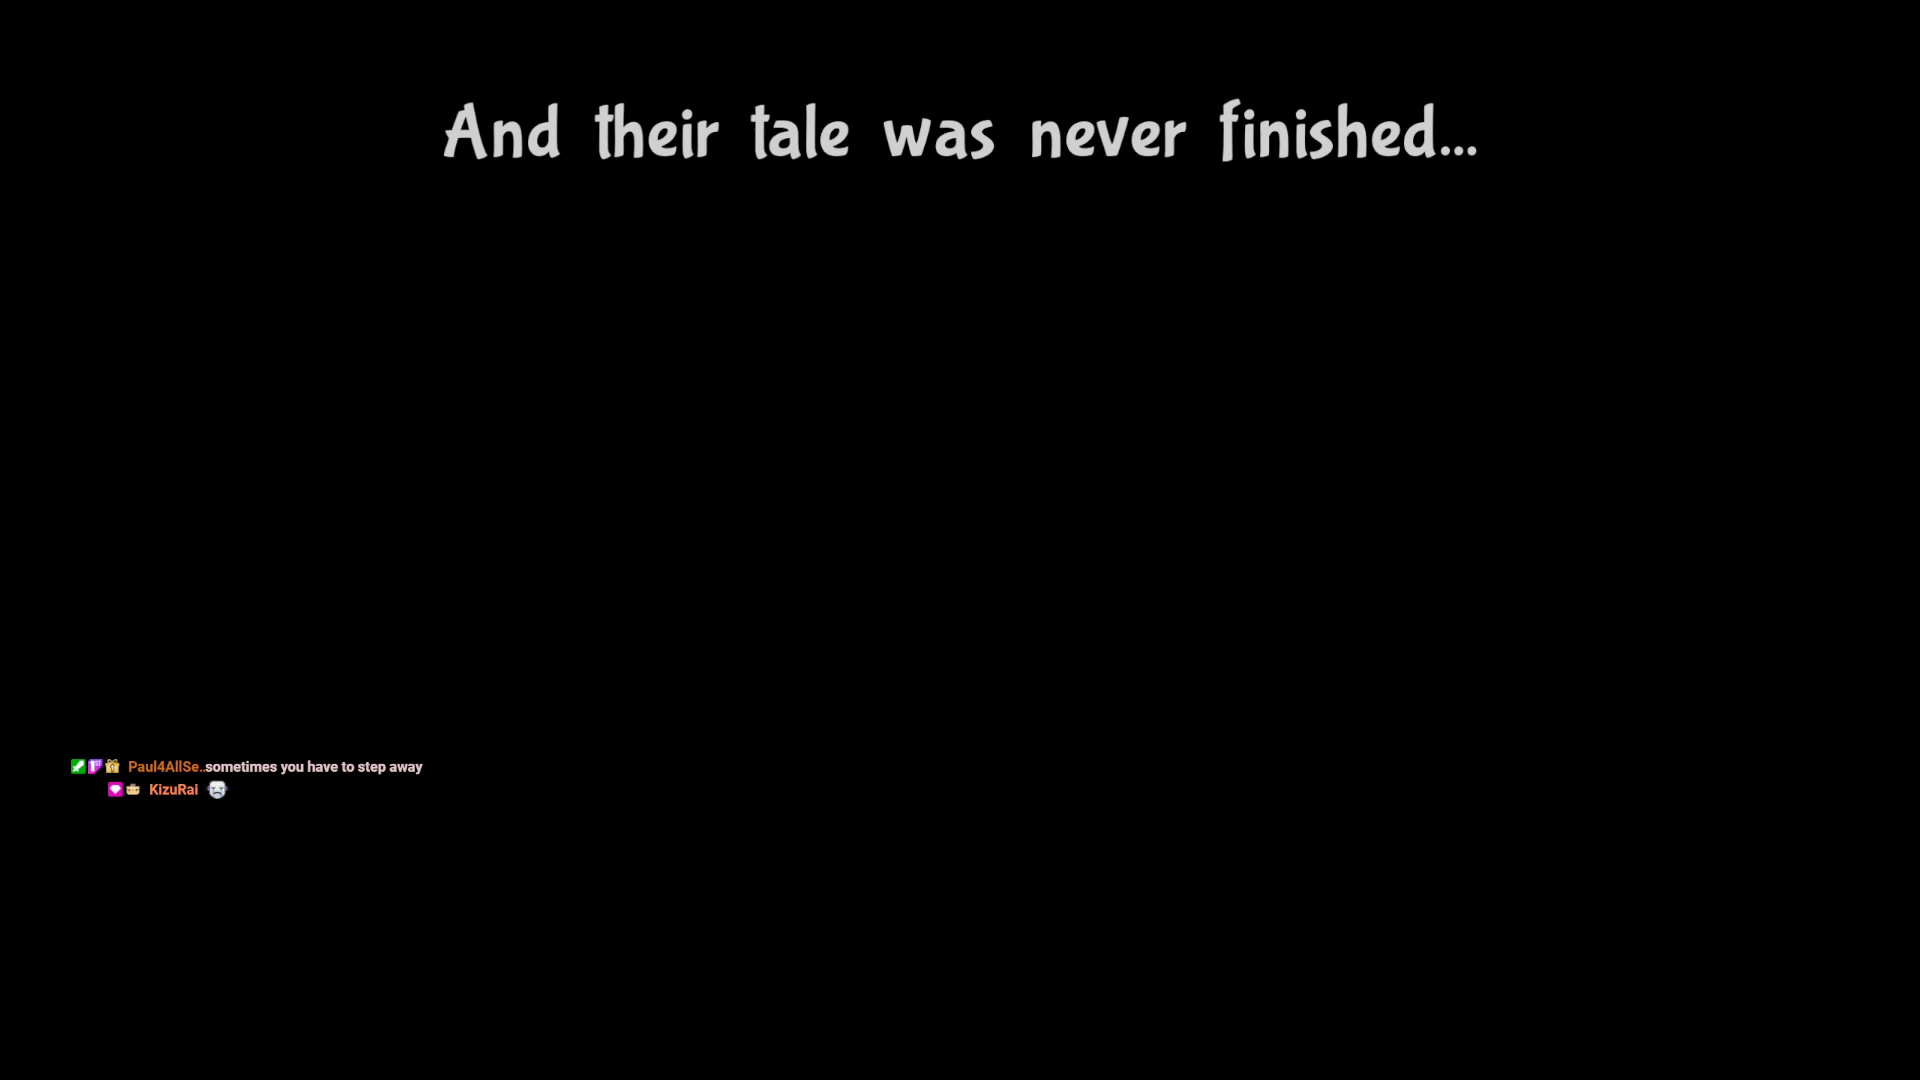 And their tale was never finished...
Paul4AllSe..sometimes you have to step away
KizuRai